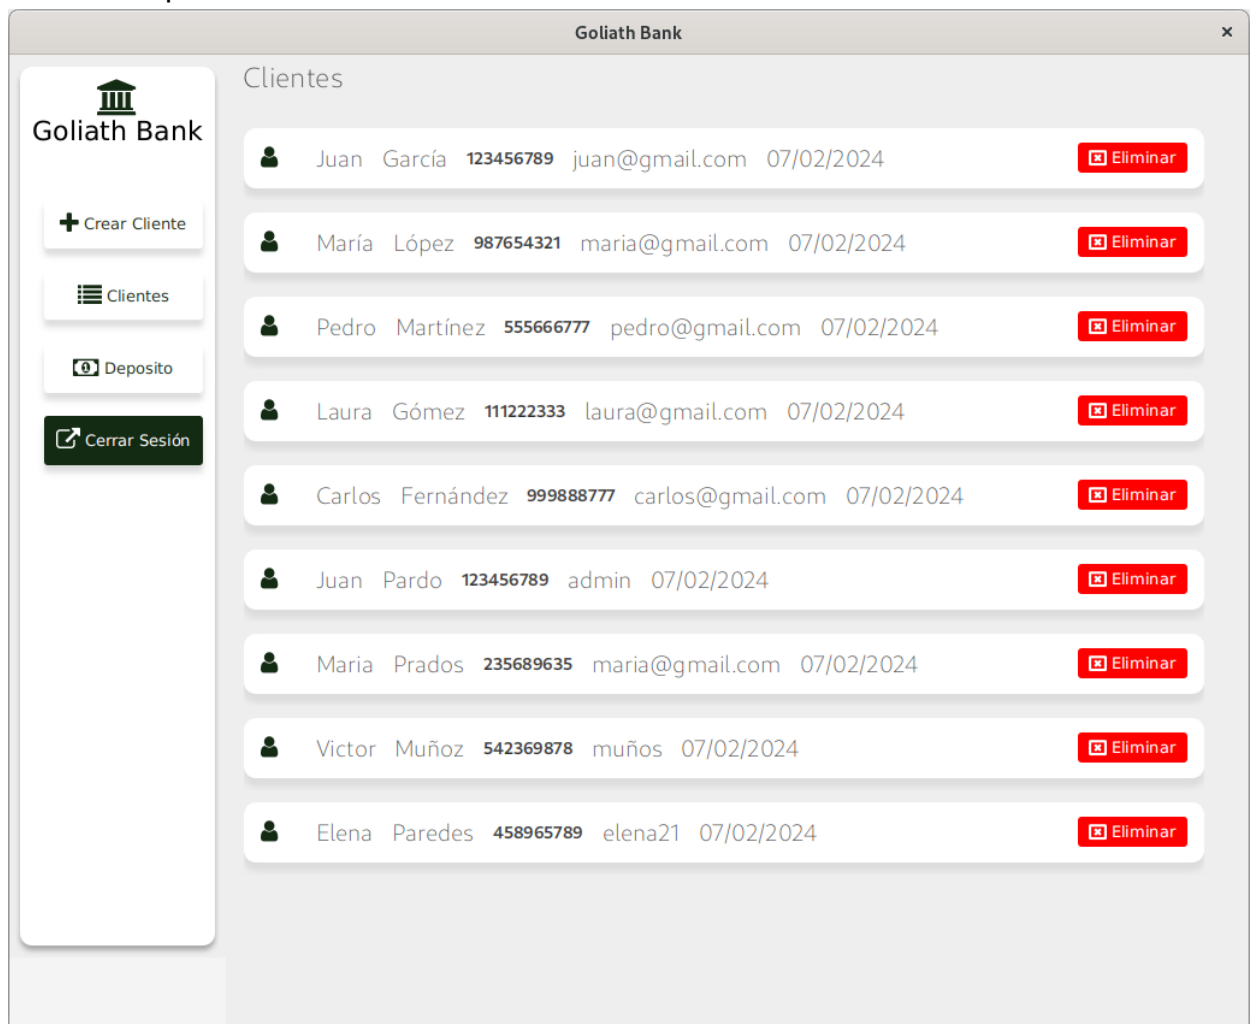 Goliath Bank ×
Goliath Bank
Crear Cliente
Clientes
Deposito
Cerrar Sesión
Clientes
Juan García 123456789 juan@gmail.com 07/02/2024 Eliminar
María López 987654321 maria@gmail.com 07/02/2024 Eliminar
Pedro Martínez 555666777 pedro@gmail.com 07/02/2024 Eliminar
Laura Gómez 111222333 laura@gmail.com 07/02/2024 Eliminar
Carlos Fernández 999888777 carlos@gmail.com 07/02/2024 Eliminar
Juan Pardo 123456789 admin 07/02/2024 Eliminar
Maria Prados 235689635 maria@gmail.com 07/02/2024 Eliminar
Victor Muñoz 542369878 muños 07/02/2024 Eliminar
Elena Paredes 458965789 elena21 07/02/2024 Eliminar